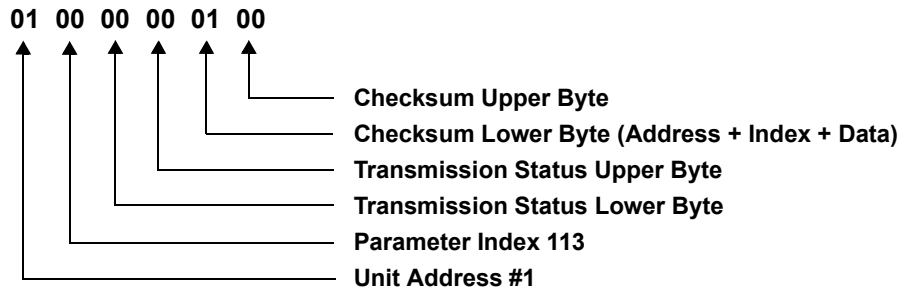 01 00 00 00 01 00
Checksum Upper Byte
Checksum Lower Byte (Address + Index + Data)
Transmission Status Upper Byte
Transmission Status Lower Byte
Parameter Index 113
Unit Address #1